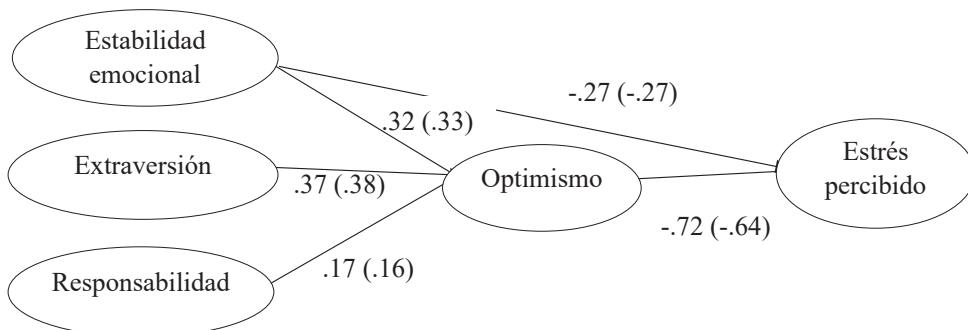 Estabilidad
emocional
-.27 (-.27)
.32 (.33)
Extraversión
.37 (.38)
Optimismo
Estrés
percibido
-.72 (-.64)
.17 (.16)
Responsabilidad